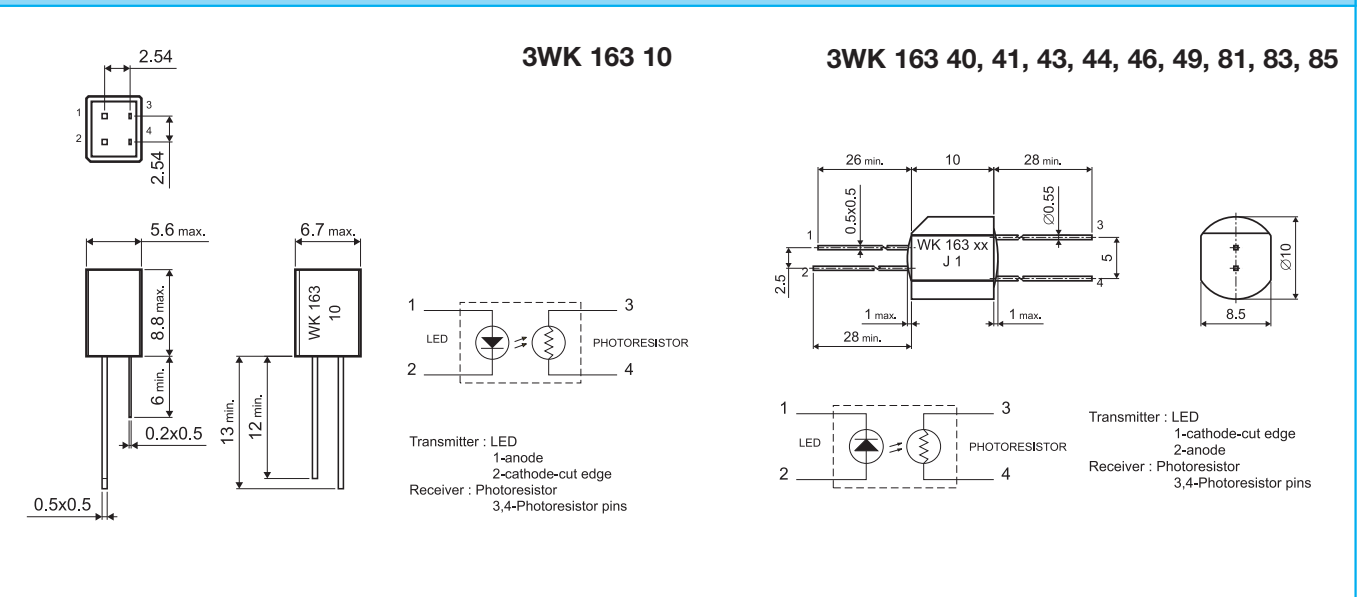 3WK 163 10
3WK 163 40, 41, 43, 44, 46, 49, 81, 83, 85
2.54
1
3
2
4
2.54
5.6 max.
8.8 max.
6 min.
0.2x0.5
0.5x0.5
6.7 max.
WK 163
10
13 min.
12 min.
1
3
LED
PHOTORESISTOR
2
4
Transmitter : LED
1-anode
2-cathode-cut edge
Receiver : Photoresistor
3,4-Photoresistor pins
26 min.
10
28 min.
0.5x0.5
Ø0.55
1
3
WK 163 xx
J 1
2
4
2.5
5
1 max.
1 max.
28 min.
Ø10
8.5
1
3
LED
PHOTORESISTOR
2
4
Transmitter : LED
1-cathode-cut edge
2-anode
Receiver : Photoresistor
3,4-Photoresistor pins